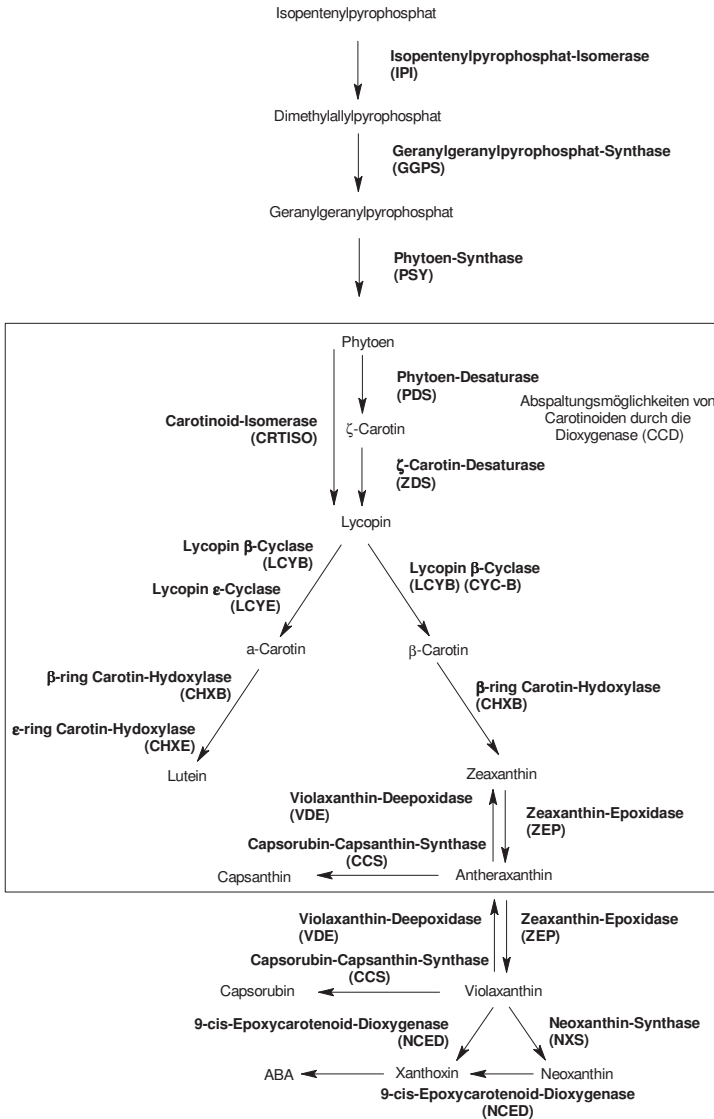 Isopentenylpyrophosphat
Isopentenylpyrophosphat-Isomerase
(IPI)
Dimethylallylpyrophosphat
Geranylgeranylpyrophosphat-Synthase
(GGPS)
Geranylgeranylpyrophosphat
Phytoen-Synthase
(PSY)
Phytoen
Phytoen-Desaturase
(PDS)
Abspaltungsmöglichkeiten von
Carotinoiden durch die
Dioxygenase (CCD)
Carotinoid-Isomerase
(CRTISO)
ζ-Carotin
ζ-Carotin-Desaturase
(ZDS)
Lycopin
Lycopin β-Cyclase
(LCYB)
Lycopin ε-Cyclase
(LCYE)
Lycopin β-Cyclase
(LCYB) (CYC-B)
a-Carotin
β-Carotin
β-ring Carotin-Hydoxylase
(CHXB)
β-ring Carotin-Hydoxylase
(CHXB)
ε-ring Carotin-Hydoxylase
(CHXE)
Lutein
Zeaxanthin
Violaxanthin-Deepoxidase
(VDE)
Zeaxanthin-Epoxidase
(ZEP)
Capsorubin-Capsanthin-Synthase
(CCS)
Capsanthin
Antheraxanthin
Violaxanthin-Deepoxidase
(VDE)
Zeaxanthin-Epoxidase
(ZEP)
Capsorubin-Capsanthin-Synthase
(CCS)
Capsorubin
Violaxanthin
9-cis-Epoxycarotenoid-Dioxygenase
(NCED)
Neoxanthin-Synthase
(NXS)
ABA
Xanthoxin
Neoxanthin
9-cis-Epoxycarotenoid-Dioxygenase
(NCED)